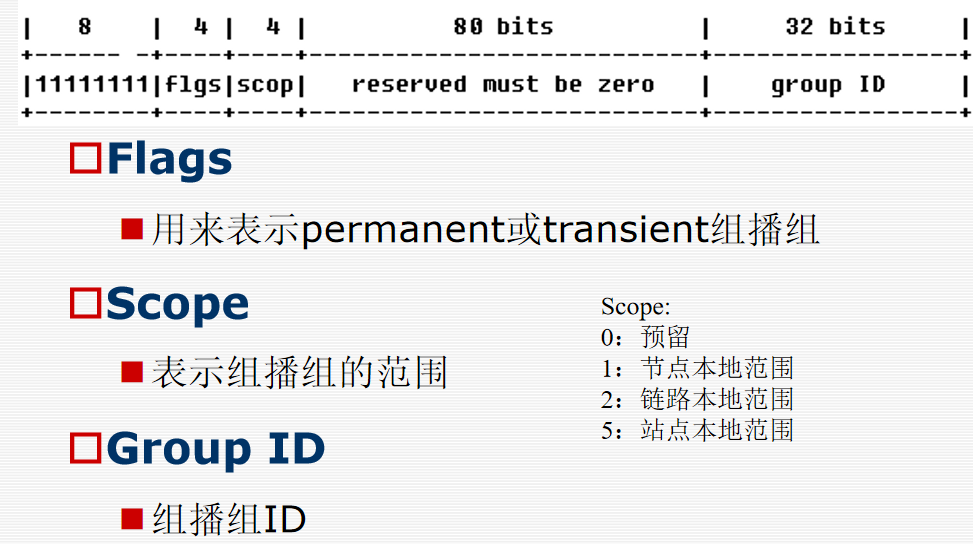 |   8    |  4 |  4 |            80 bits            |     32 bits     |
+------ -+----+----+-------------------------------+-----------------+
|11111111|flgs|scop|   reserved must be zero   |    group ID     |
+--------+----+----+-------------------------------+-----------------+
Flags
用来表示permanent或transient组播组
Scope
表示组播组的范围
Group ID
组播组ID
Scope:
0：预留
1：节点本地范围
2：链路本地范围
5：站点本地范围